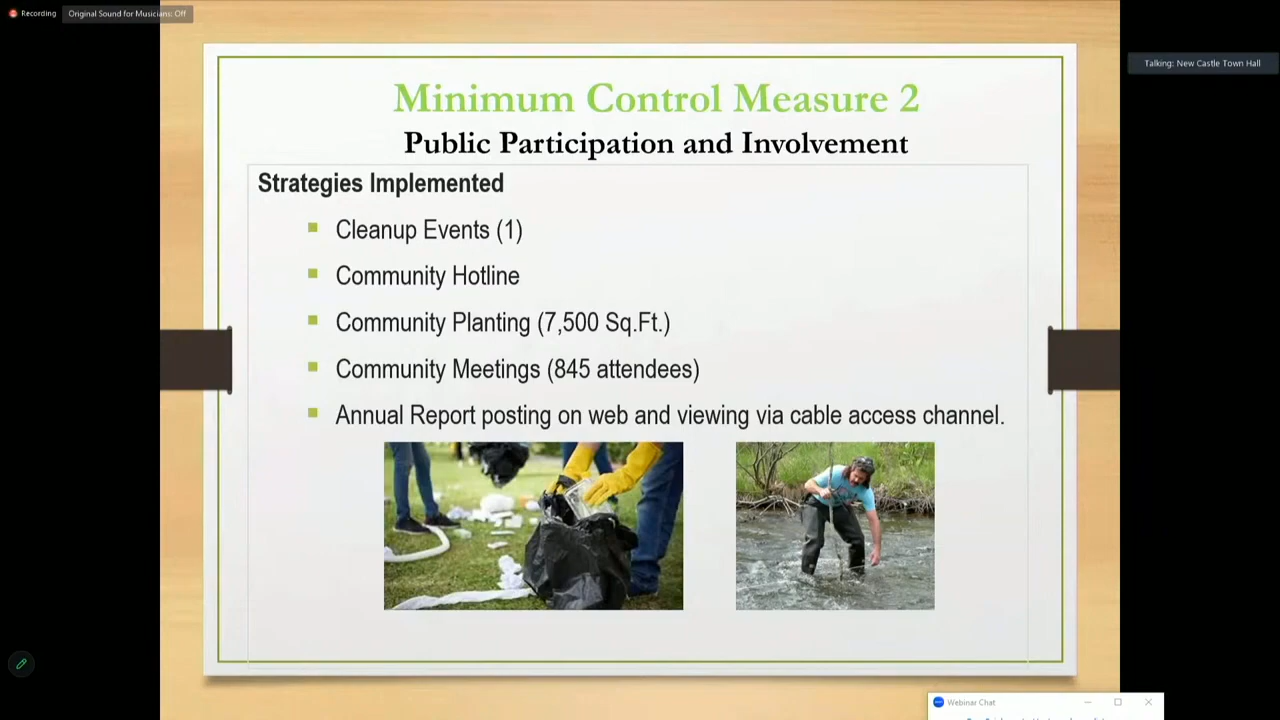 Recording
Original Sound for Musicians: Off
Talking: New Castle Town Hall
Minimum Control Measure 2
Public Participation and Involvement
Strategies Implemented
Cleanup Events (1)
Community Hotline
Community Planting (7,500 Sq.Ft.)
Community Meetings (845 attendees)
Annual Report posting on web and viewing via cable access channel.
Webinar Chat